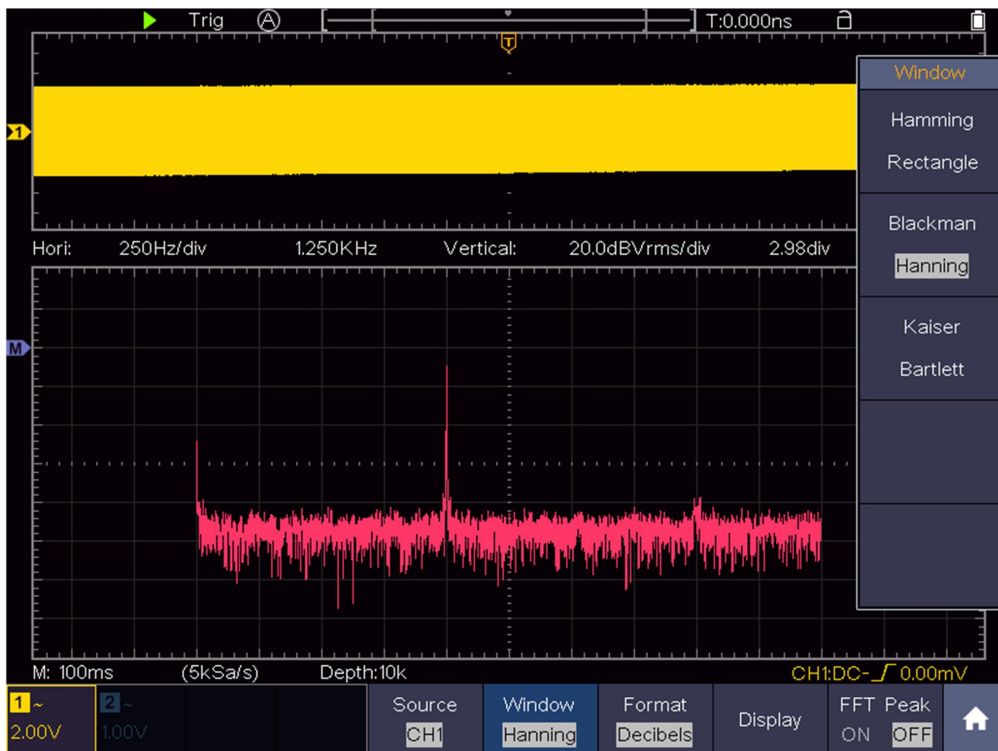 Trig A T:0.000ns
T
Window
Hamming
Rectangle
1
Blackman
Hanning
Hori: 250Hz/div 1.250KHz Vertical: 20.0dBVrms/div 2.98div
Kaiser
Bartlett
M
M: 100ms (5kSa/s) Depth:10k CH1:DC- 0.00mV
1 ~ 2 ~ Source Window Format Display FFT Peak
2.00V 1.00V CH1 Hanning Decibels ON OFF